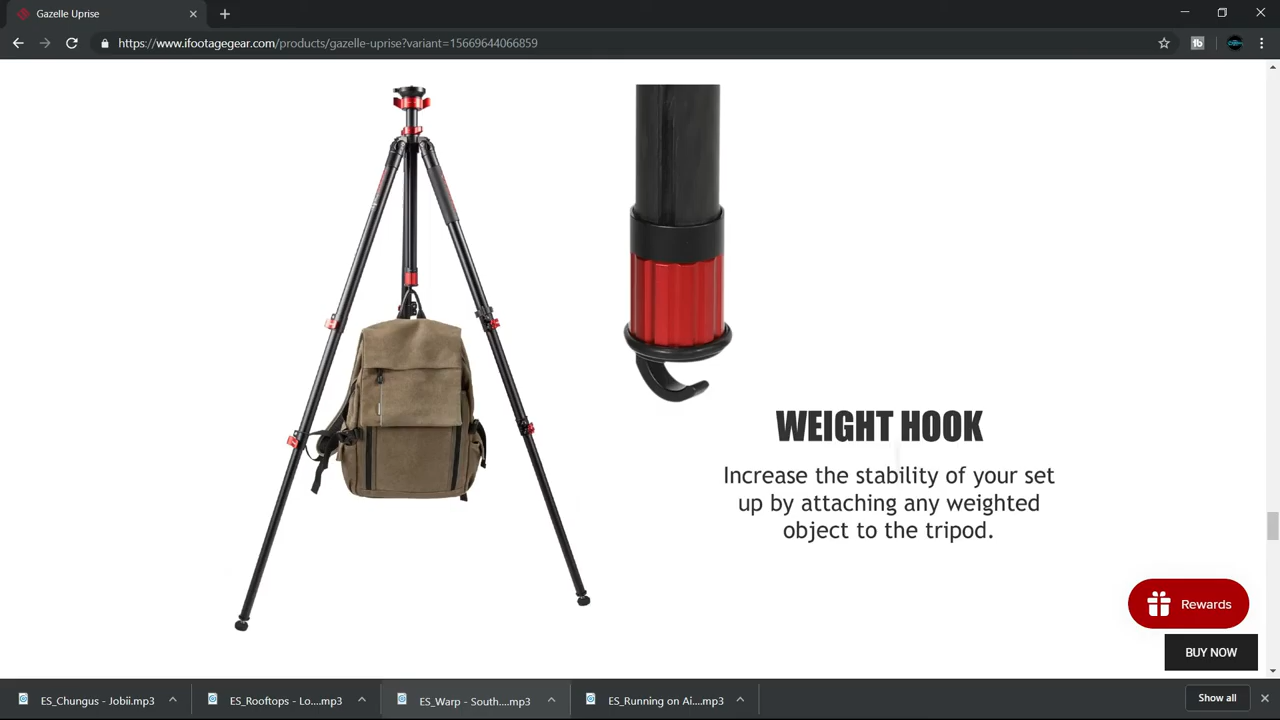 Gazelle Uprise
https://www.ifootagegear.com/products/gazelle-uprise?variant=15669644066859
WEIGHT HOOK
Increase the stability of your set
up by attaching any weighted
object to the tripod.
Rewards
BUY NOW
ES_Chungus - Jobii.mp3
ES_Rooftops - Lo....mp3
ES_Warp - South....mp3
ES_Running on Ai...mp3
Show all